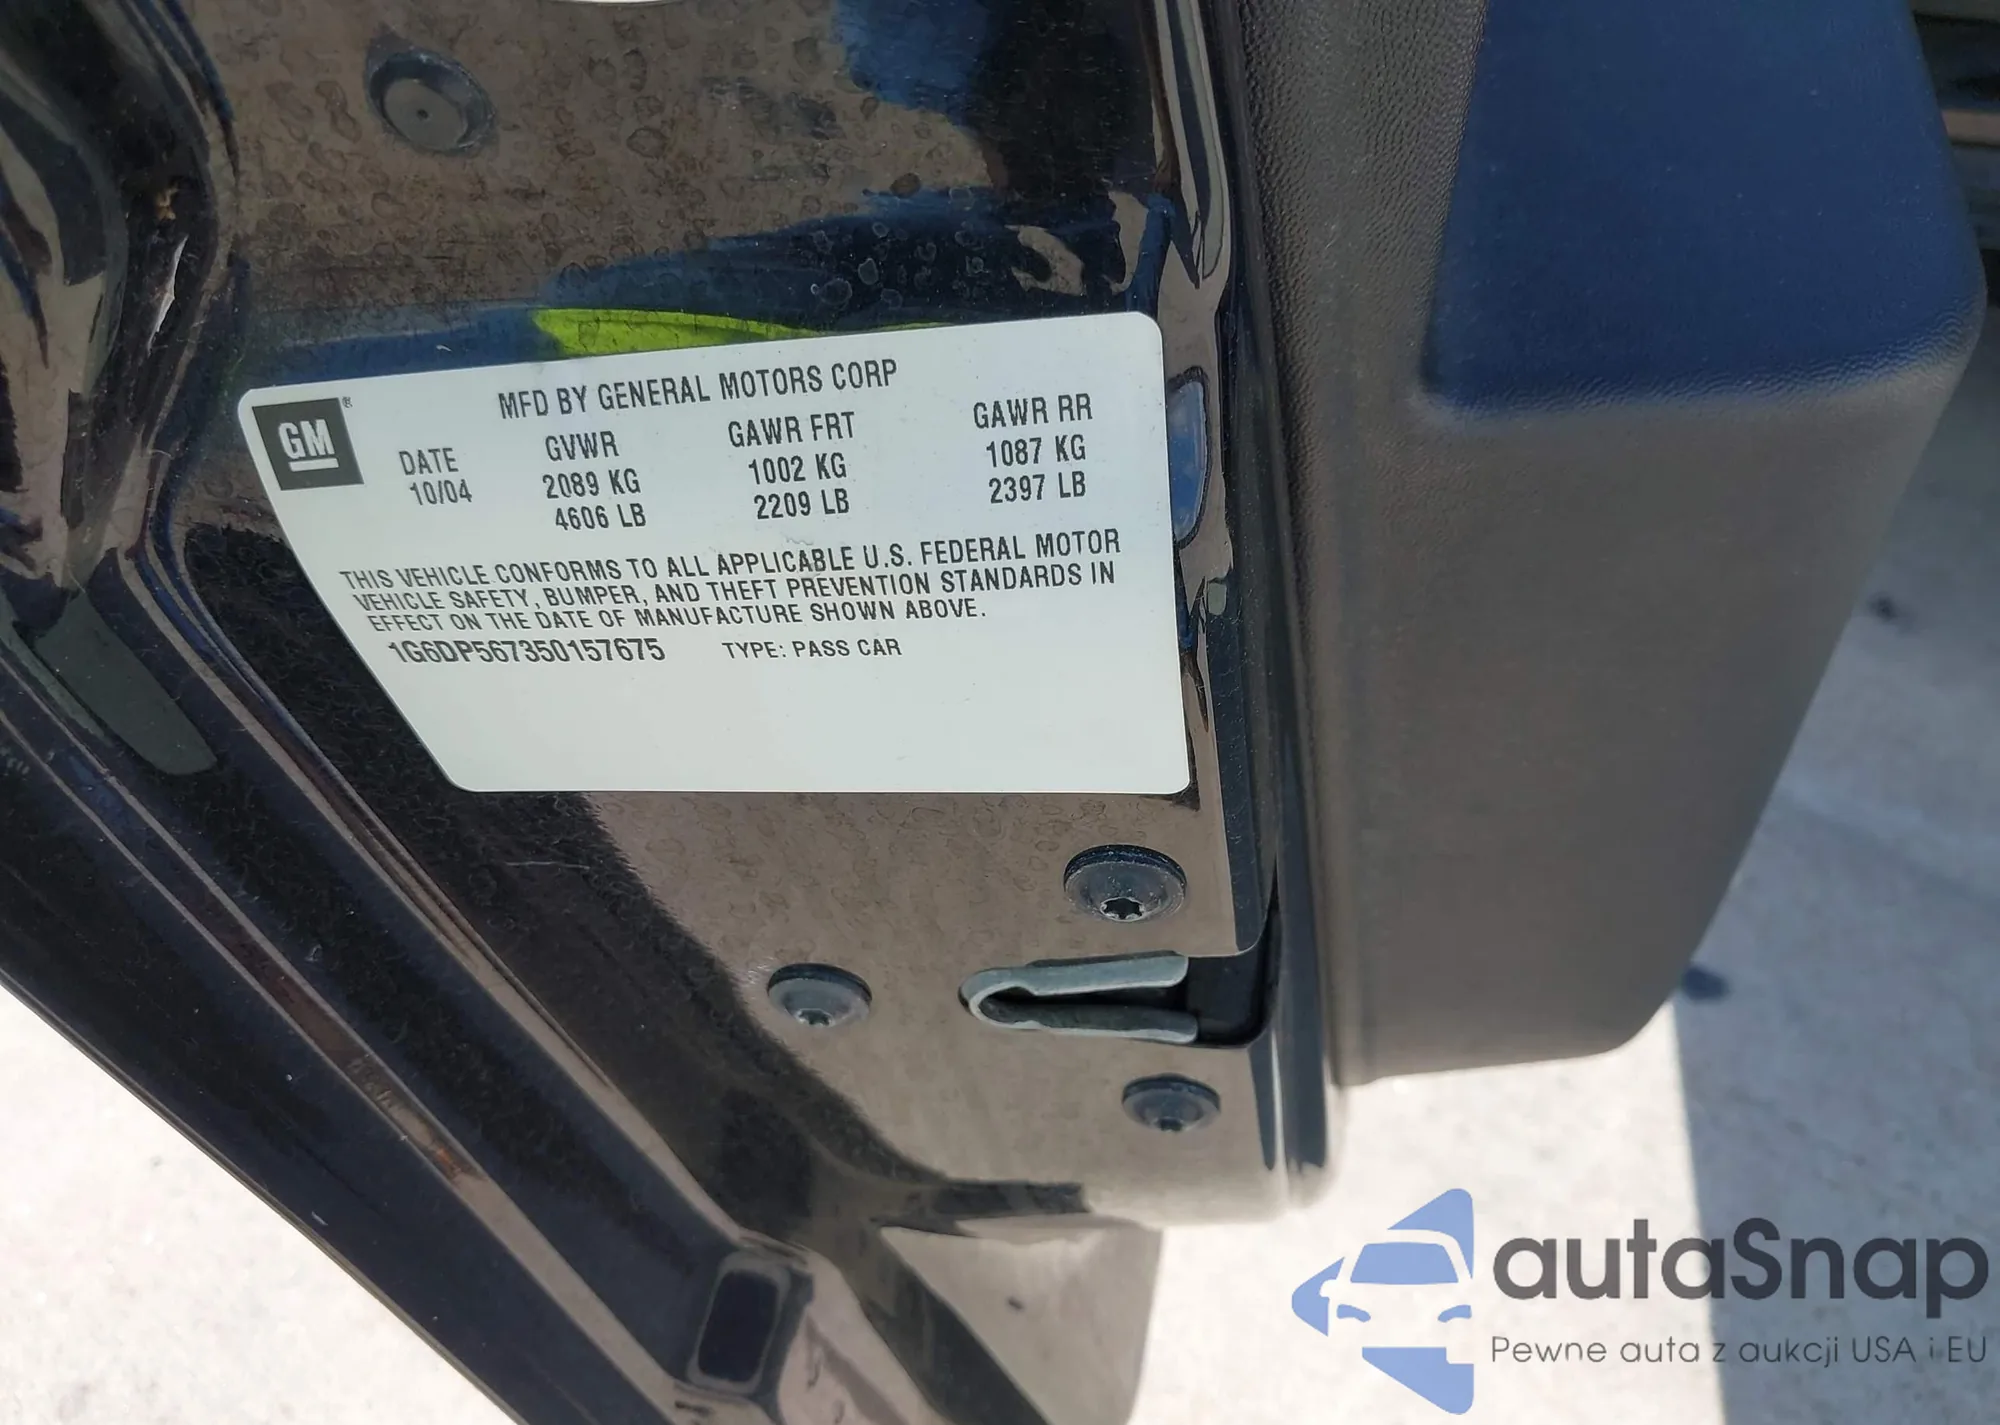 GM®
MFD BY GENERAL MOTORS CORP
DATE GVWR GAWR FRT GAWR RR
10/04 2089 KG 1002 KG 1087 KG
4606 LB 2209 LB 2397 LB
THIS VEHICLE CONFORMS TO ALL APPLICABLE U.S. FEDERAL MOTOR
VEHICLE SAFETY, BUMPER, AND THEFT PREVENTION STANDARDS IN
EFFECT ON THE DATE OF MANUFACTURE SHOWN ABOVE.
1G6DP567350157675 TYPE: PASS CAR
autaSnap
Pewne auta z aukcji USA i EU